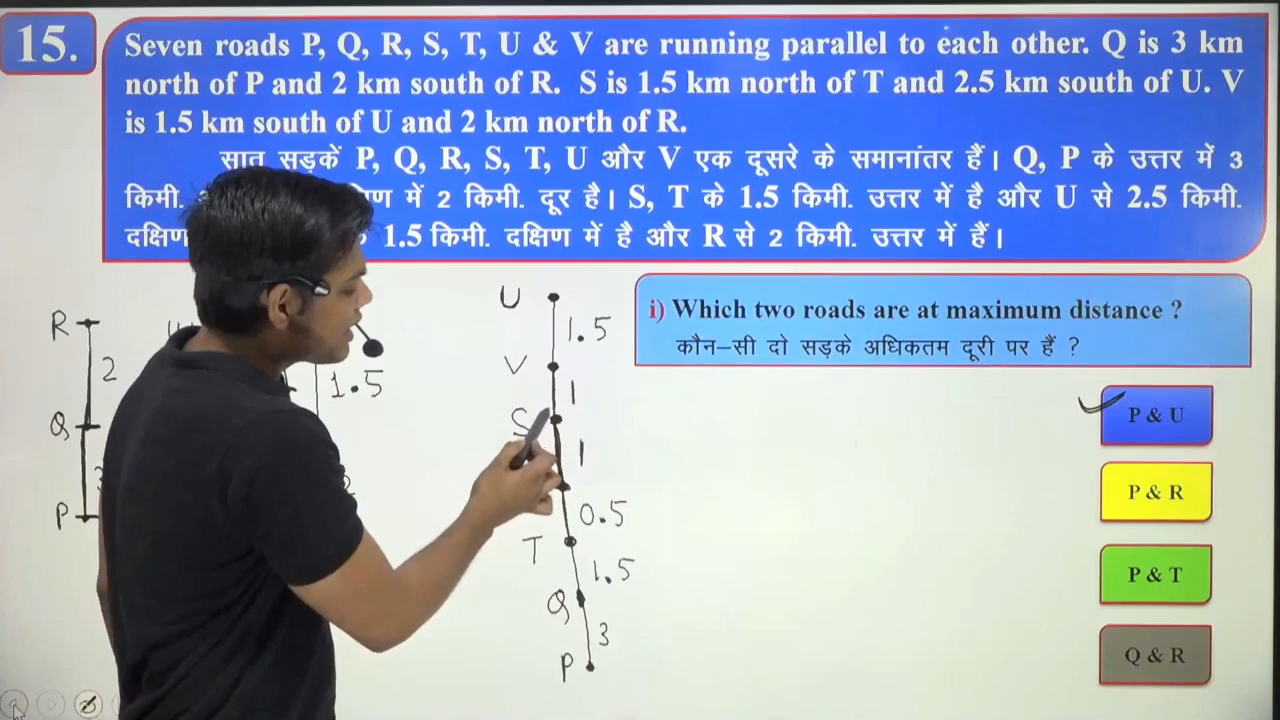 15.
Seven roads P, Q, R, S, T, U & V are running parallel to each other. Q is 3 km
north of P and 2 km south of R. S is 1.5 km north of T and 2.5 km south of U. V
is 1.5 km south of U and 2 km north of R.
सात सड़कें P, Q, R, S, T, U और V एक दूसरे के समानांतर हैं। Q, P के उत्तर में 3
किमी. में 2 किमी. दूर है। S, T के 1.5 किमी. उत्तर में है और U से 2.5 किमी.
दक्षिण 1.5 किमी. दक्षिण में है और R से 2 किमी. उत्तर में हैं।
i) Which two roads are at maximum distance ?
कौन-सी दो सड़के अधिकतम दूरी पर हैं ?
P & U
P & R
P & T
Q & R
R
2
Q
P
1.5
U
1.5
V
1
S
1
0.5
T
1.5
Q
3
P